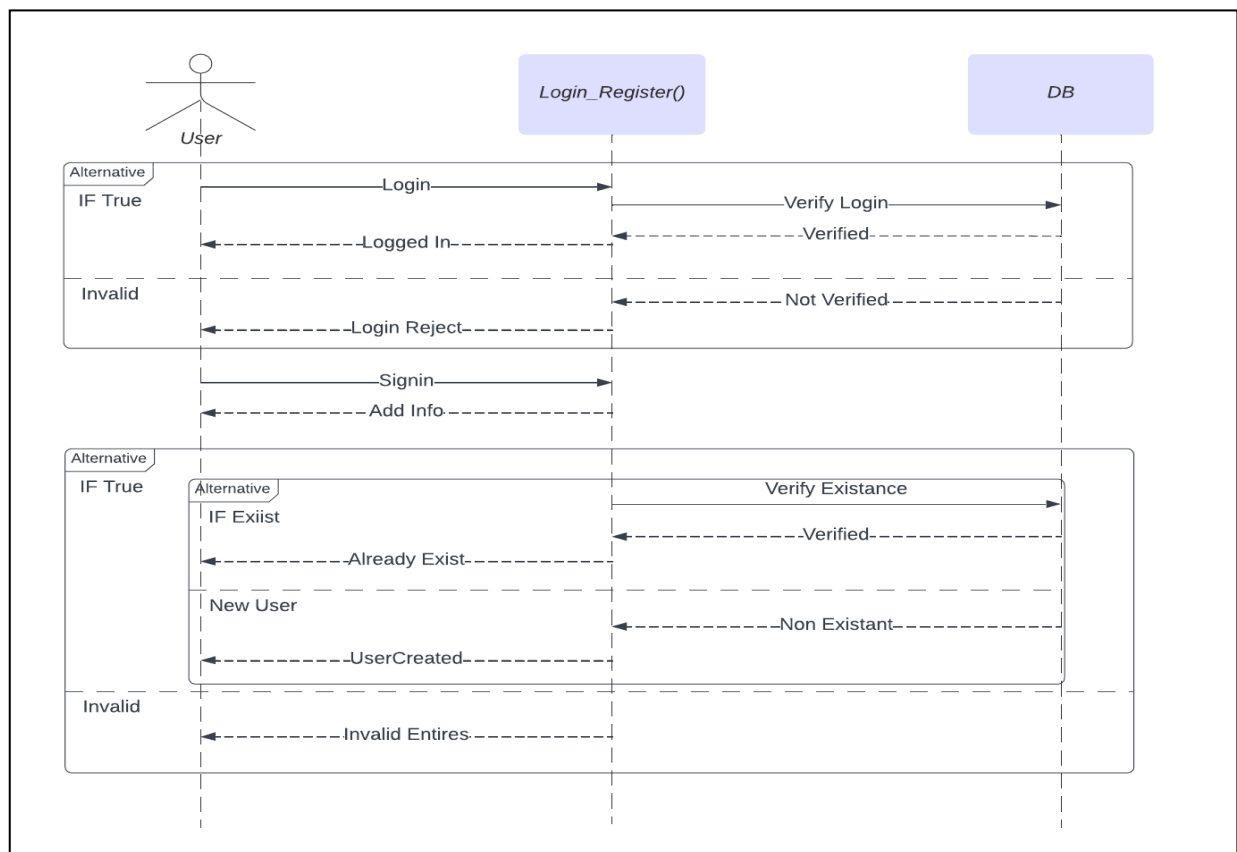 Login_Register()
DB
User
Alternative
Login
IF True
Verify Login
Verified
Logged In
Invalid
Not Verified
Login Reject
Signin
Add Info
Alternative
IF True
Alternative
Verify Existance
IF Exiist
Verified
Already Exist
New User
Non Existant
UserCreated
Invalid
Invalid Entires